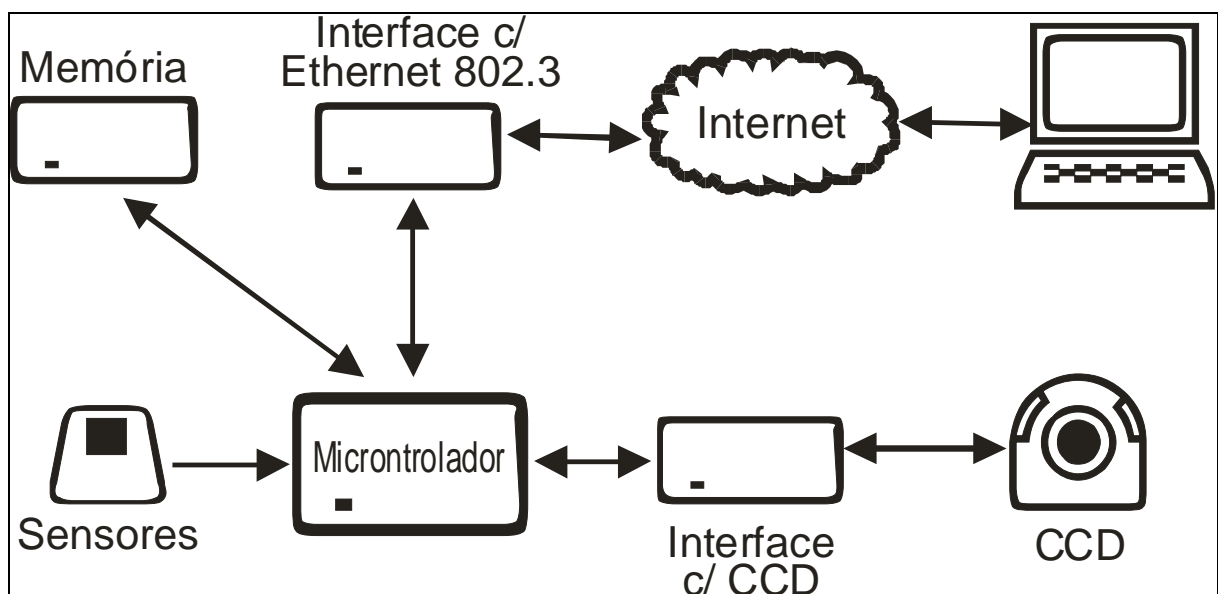 Memória
Interface c/
Ethernet 802.3
Internet
Microntrolador
Sensores
Interface
c/ CCD
CCD